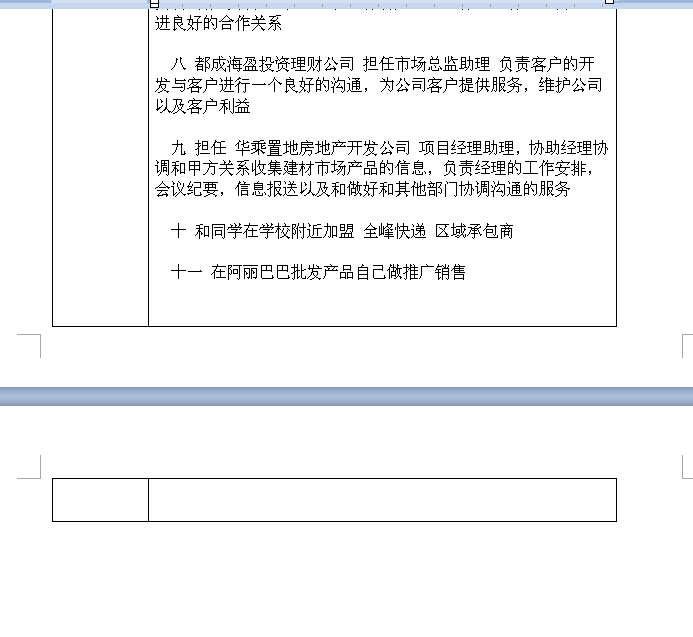 进良好的合作关系
八 都成海盈投资理财公司 担任市场总监助理 负责客户的开
发与客户进行一个良好的沟通，为公司客户提供服务，维护公司
以及客户利益
九 担任 华乘置地房地产开发公司 项目经理助理，协助经理协
调和甲方关系收集建材市场产品的信息，负责经理的工作安排，
会议纪要，信息报送以及和做好和其他部门协调沟通的服务
十 和同学在学校附近加盟 全峰快递 区域承包商
十一 在阿丽巴巴批发产品自己做推广销售